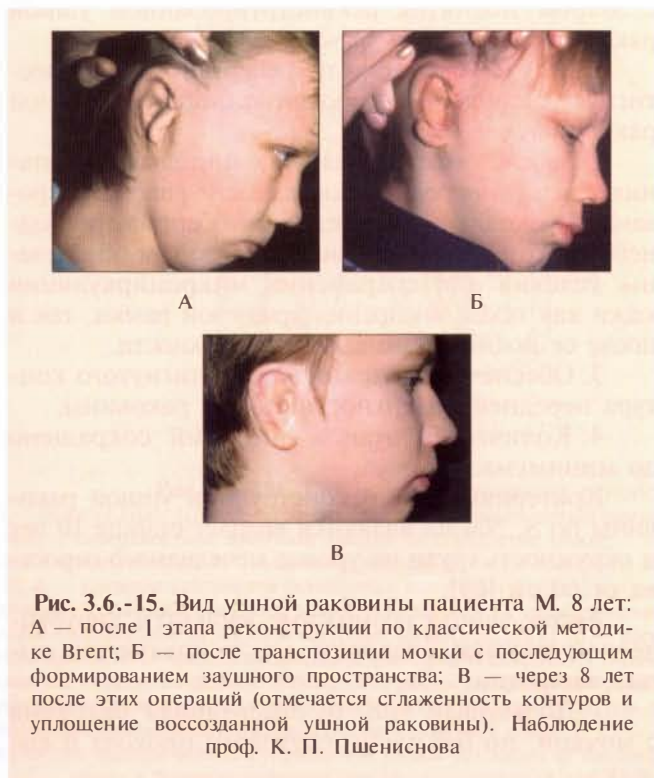 А
Б
В
Рис. 3.6.-15. Вид ушной раковины пациента М. 8 лет:
А — после I этапа реконструкции по классической методи-
ке Brent; Б — после транспозиции мочки с последующим
формированием заушного пространства; В — через 8 лет
после этих операций (отмечается сглаженность контуров и
уплощение воссозданной ушной раковины). Наблюдение
проф. К. П. Пшениснова